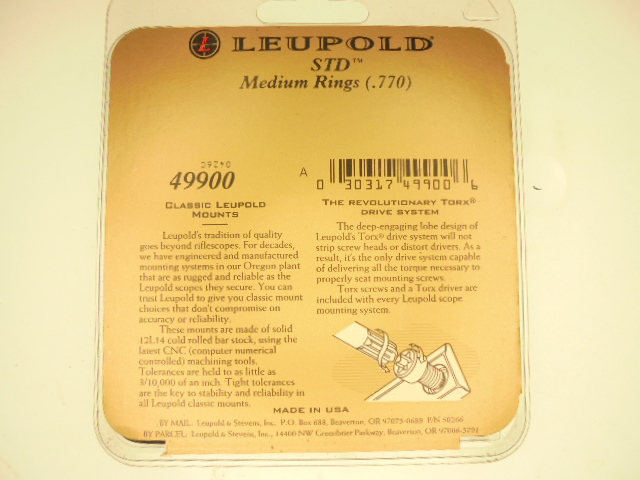 LEUPOLD®
STD™
Medium Rings (.770)
49900
A
0 30317 49900 6
CLASSIC LEUPOLD
MOUNTS
Leupold's tradition of quality
goes beyond riflescopes. For decades,
we have engineered and manufactured
mounting systems in our Oregon plant
that are as rugged and reliable as the
Leupold scopes they secure. You can
trust Leupold to give you classic mount
choices that don't compromise on
accuracy or reliability.
These mounts are made of solid
12L14 cold rolled bar stock, using the
latest CNC (computer numerical
controlled) machining tools.
Tolerances are held to as little as
3/10,000 of an inch. Tight tolerances
are the key to stability and reliability in
all Leupold classic mounts.
THE REVOLUTIONARY TORX®
DRIVE SYSTEM
The deep-engaging lobe design of
Leupold's Torx® drive system will not
strip screw heads or distort drivers. As a
result, it's the only drive system capable
of delivering all the torque necessary to
properly seat mounting screws.
Torx screws and a Torx driver are
included with every Leupold scope
mounting system.
MADE IN USA
BY MAIL: Leupold & Stevens, Inc. P.O. Box 688, Beaverton, OR 97075-0688 P/N
BY PARCEL: Leupold & Stevens, Inc., 14400 NW Greenbrier Parkway, Beaverton, OR 97006-5791